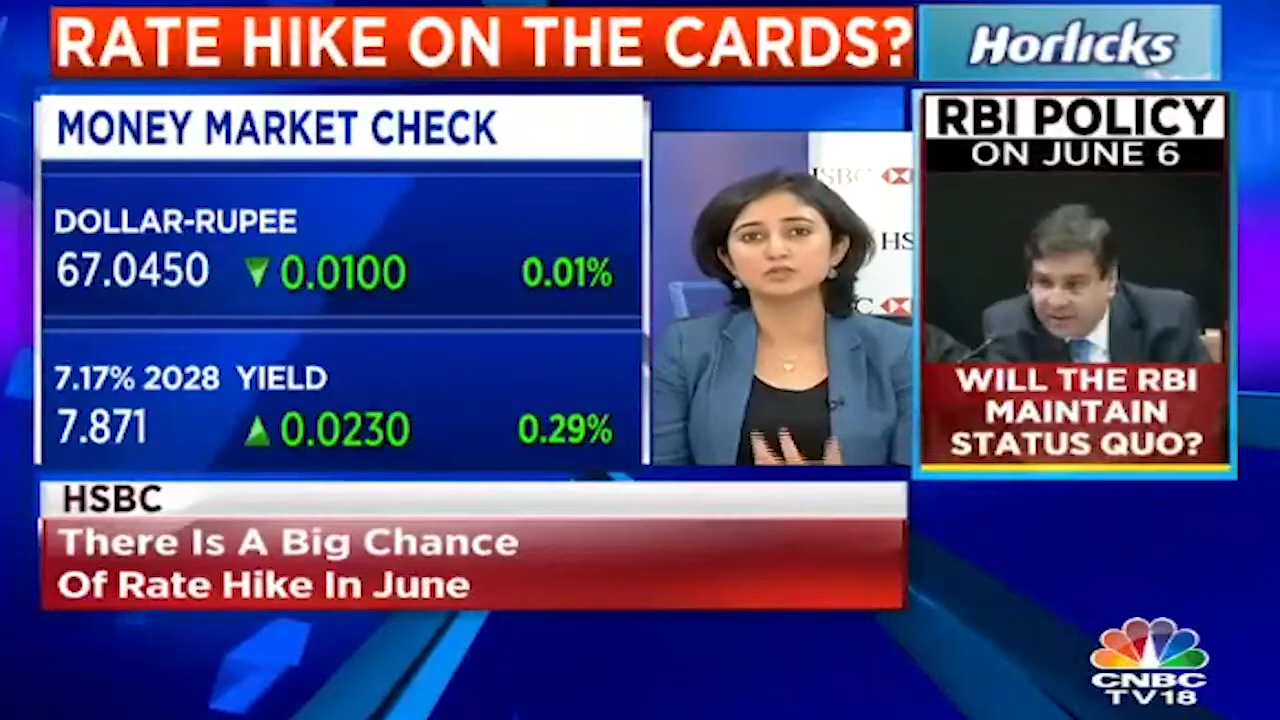 RATE HIKE ON THE CARDS?
Horlicks
MONEY MARKET CHECK
DOLLAR-RUPEE
67.0450 ▼ 0.0100 0.01%
7.17% 2028 YIELD
7.871 ▲ 0.0230 0.29%
HSBC
HS
RBI POLICY
ON JUNE 6
WILL THE RBI
MAINTAIN
STATUS QUO?
HSBC
There Is A Big Chance
Of Rate Hike In June
CNBC
TV18